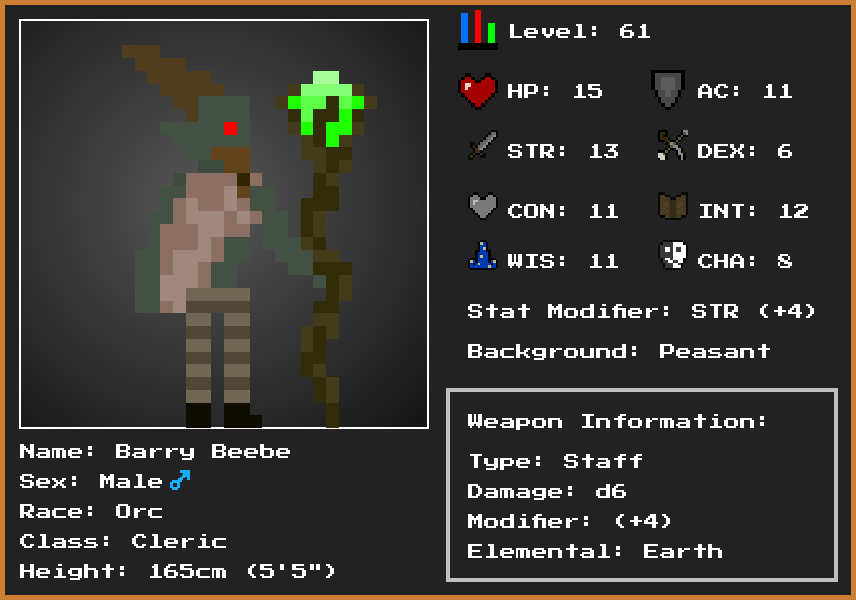 Level: 61
HP: 15
AC: 11
STR: 13
DEX: 6
CON: 11
INT: 12
WIS: 11
CHA: 8
Stat Modifier: STR (+4)
Background: Peasant
Weapon Information:
Type: Staff
Damage: d6
Modifier: (+4)
Elemental: Earth
Name: Barry Beebe
Sex: Male♂
Race: Orc
Class: Cleric
Height: 165cm (5'5")